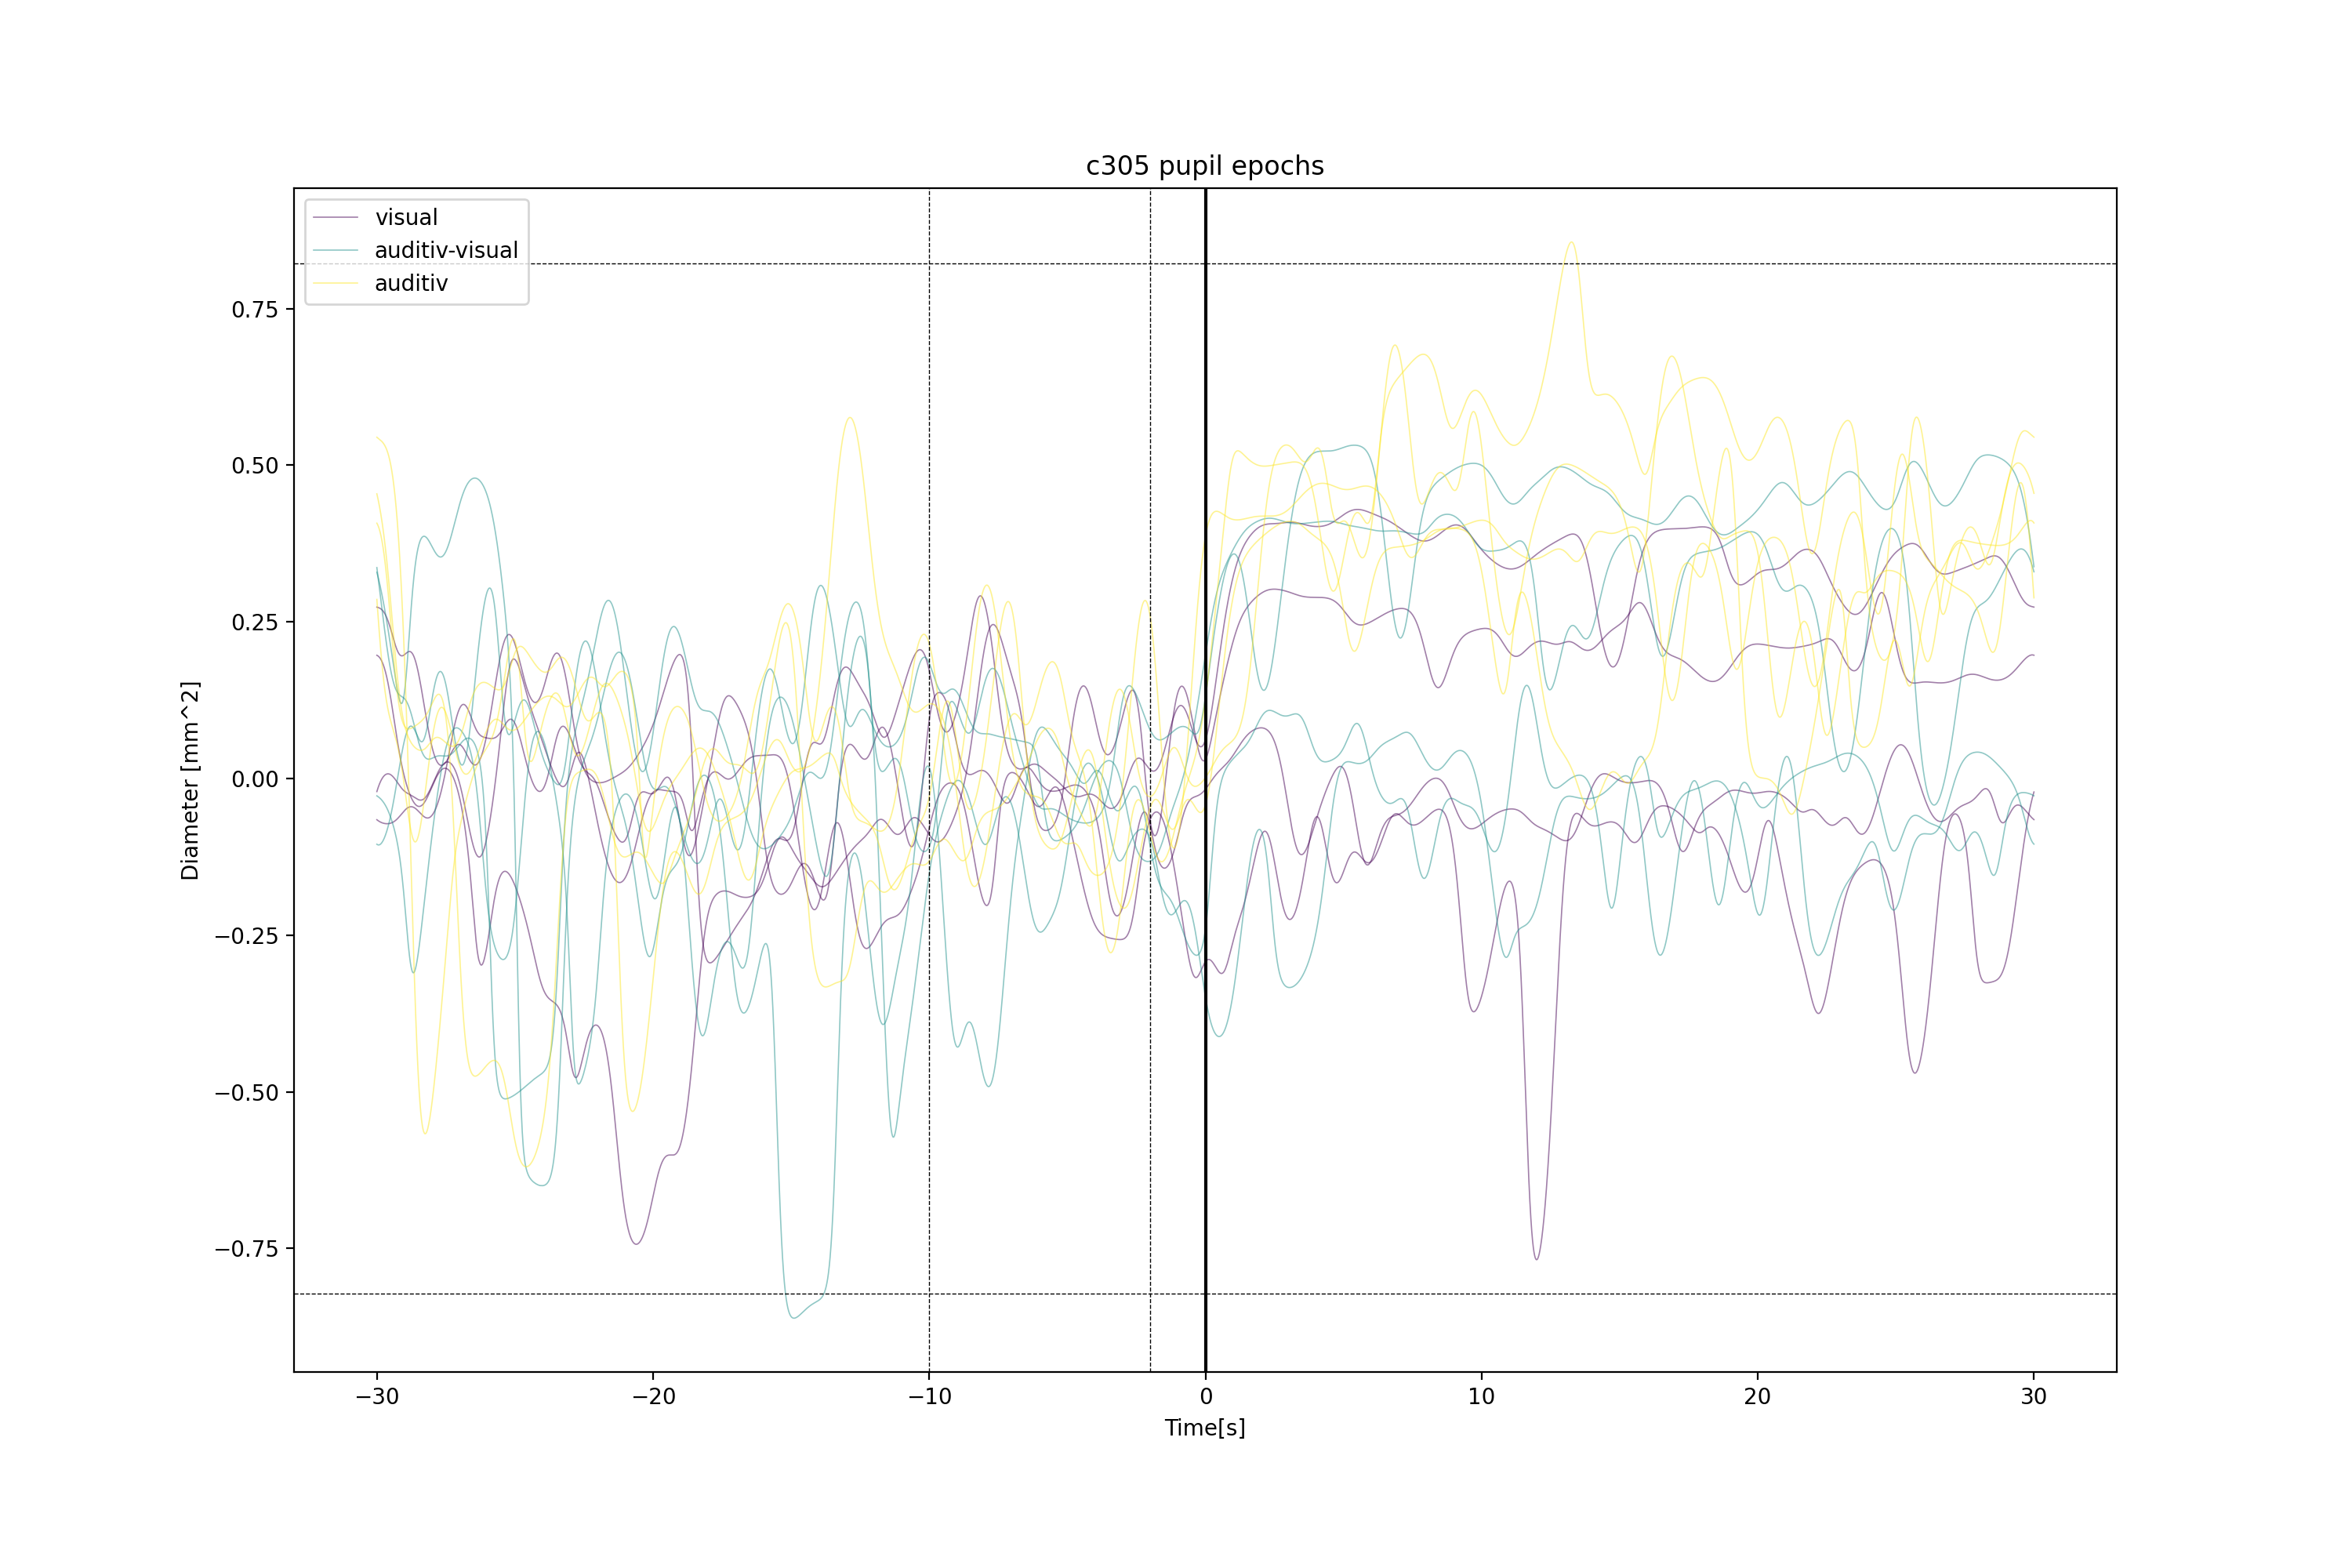 c305 pupil epochs
visual
auditiv-visual
auditiv
0.75
0.50
0.25
0.00
−0.25
−0.50
−0.75
Diameter [mm^2]
−30 −20 −10 0 10 20 30
Time[s]